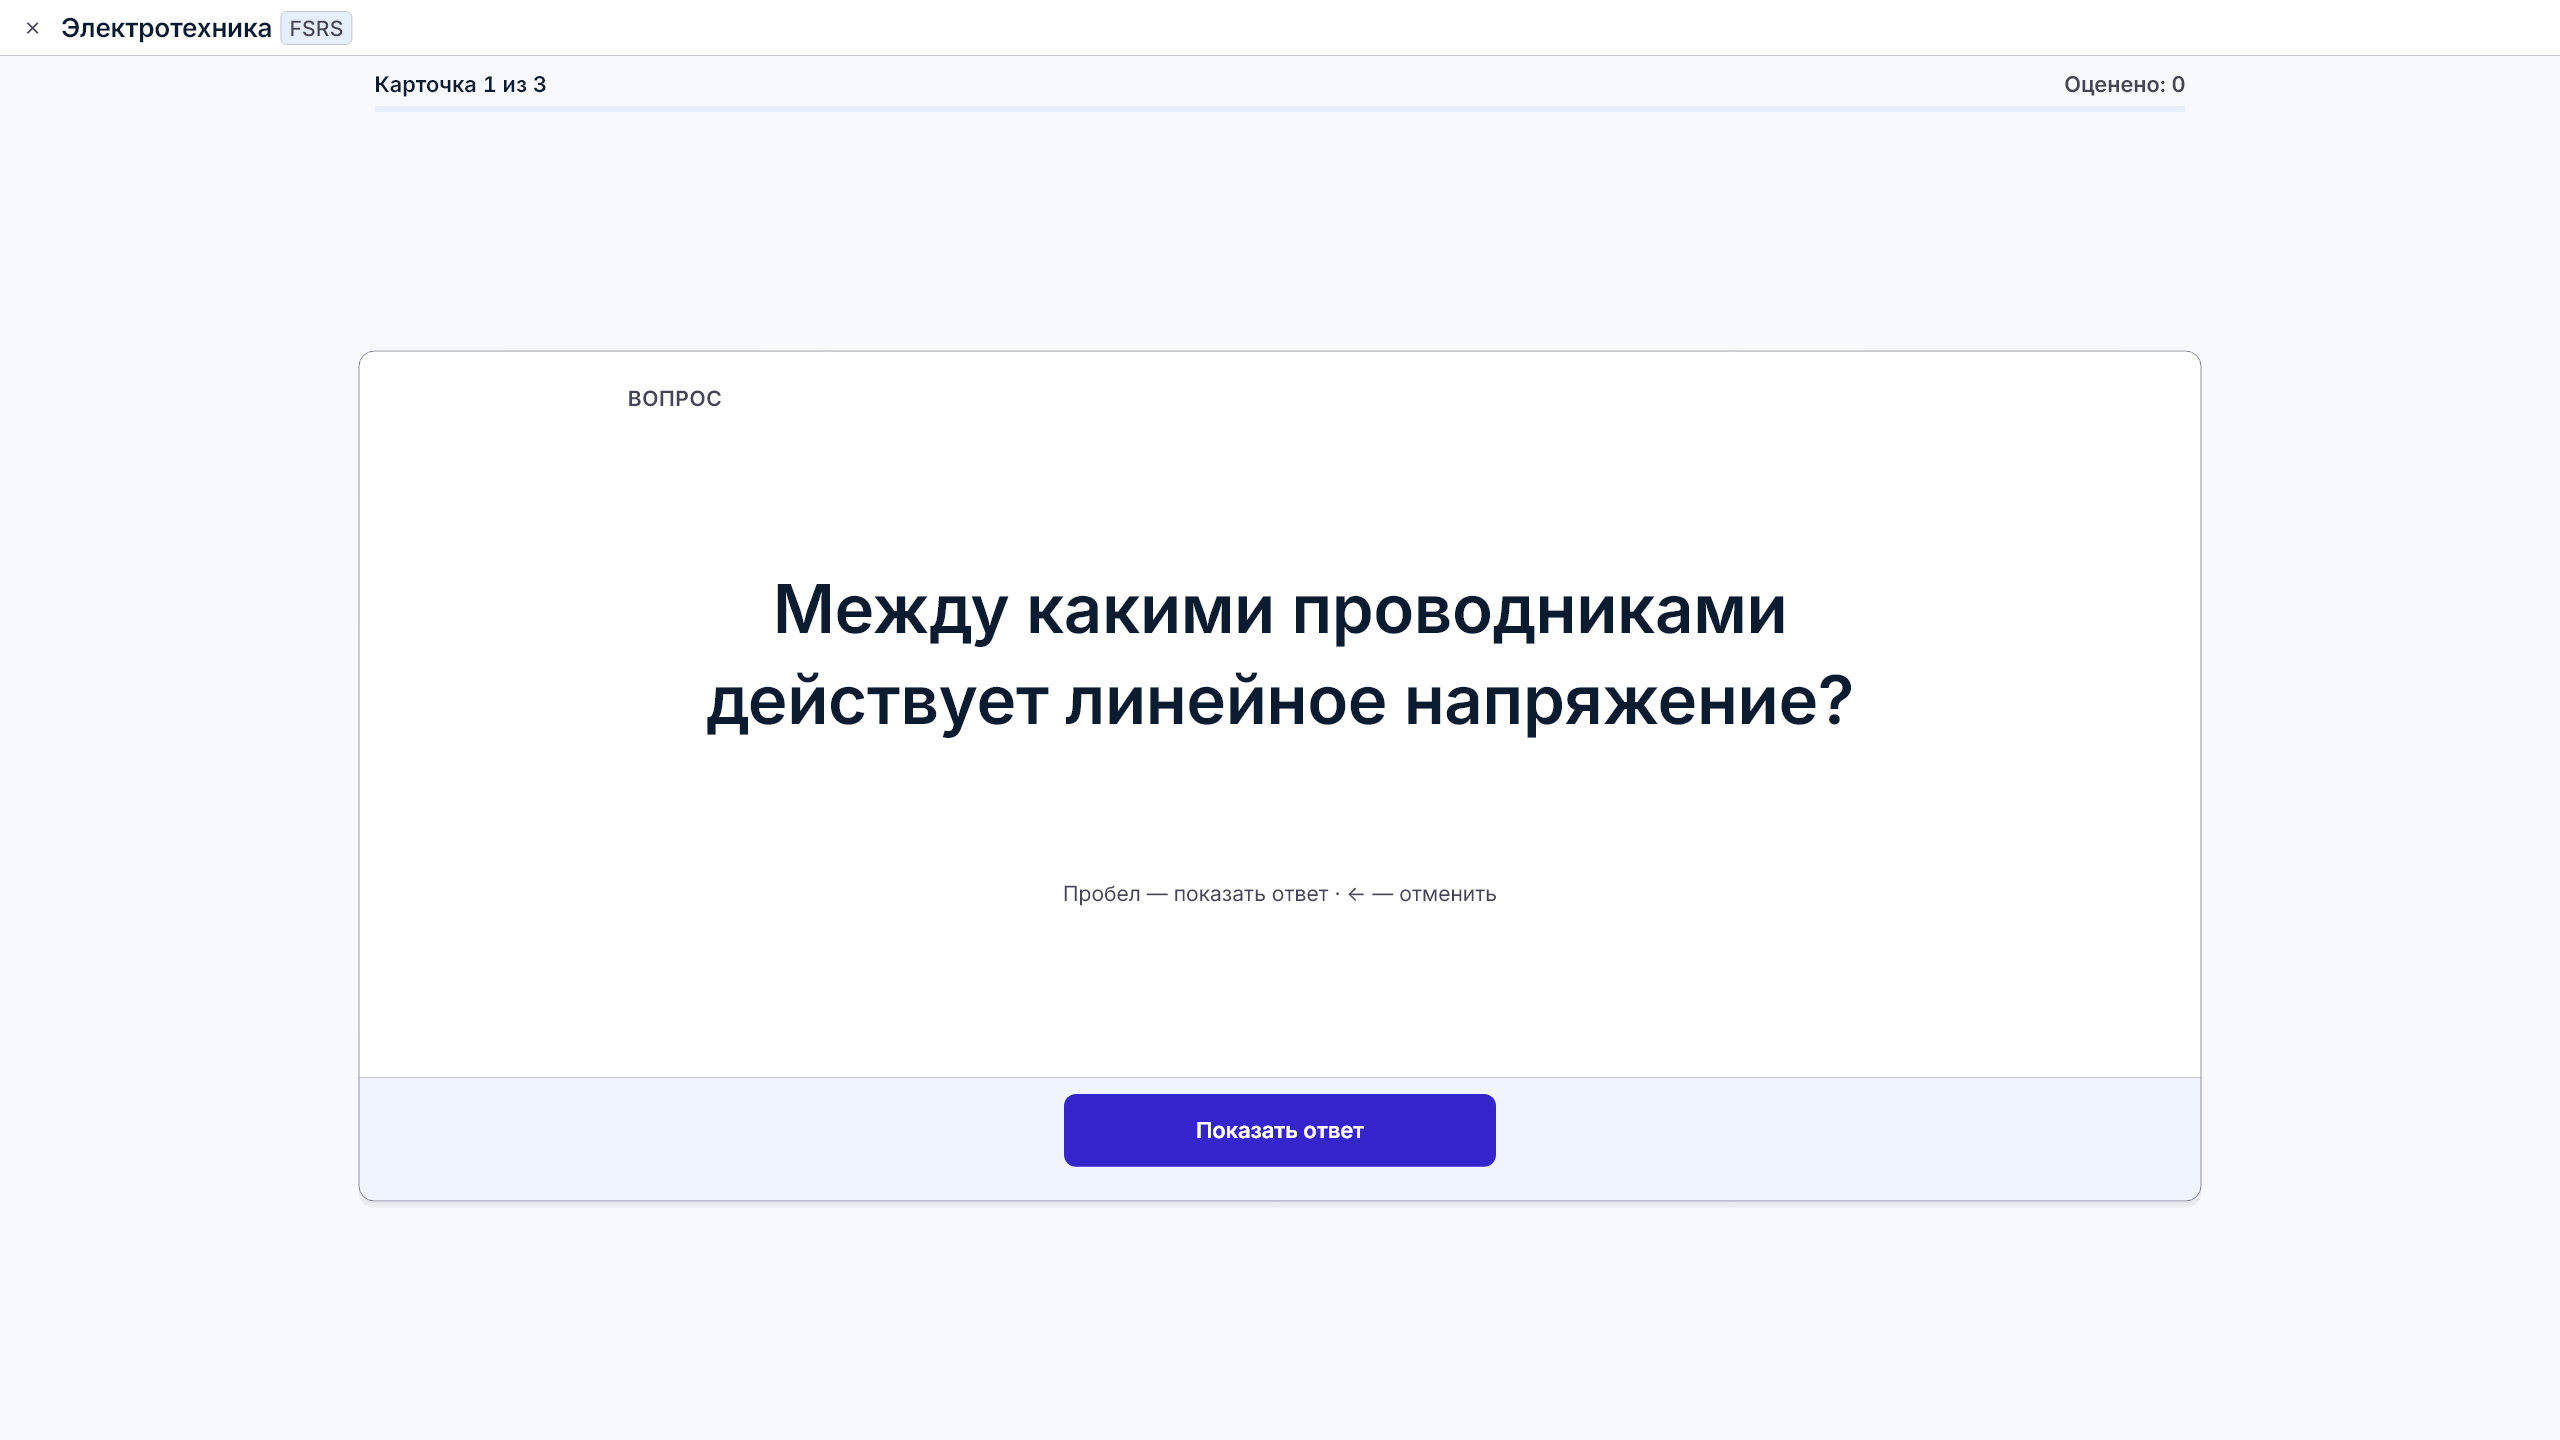 × Электротехника FSRS
Карточка 1 из 3
Оценено: 0
ВОПРОС
Между какими проводниками
действует линейное напряжение?
Пробел — показать ответ · ← — отменить
Показать ответ